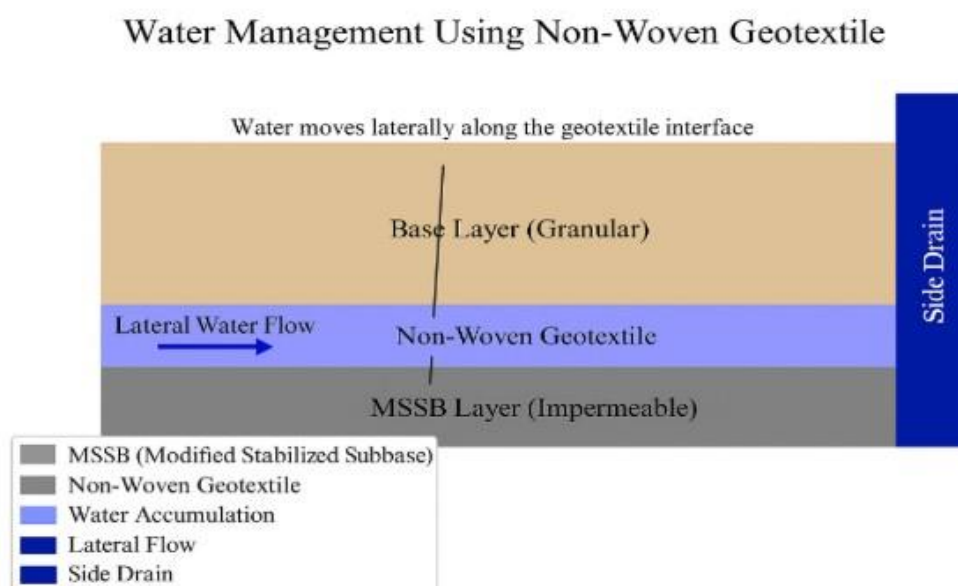 Water Management Using Non-Woven Geotextile
Water moves laterally along the geotextile interface
Base Layer (Granular)
Lateral Water Flow
Non-Woven Geotextile
MSSB Layer (Impermeable)
Side Drain
MSSB (Modified Stabilized Subbase)
Non-Woven Geotextile
Water Accumulation
Lateral Flow
Side Drain